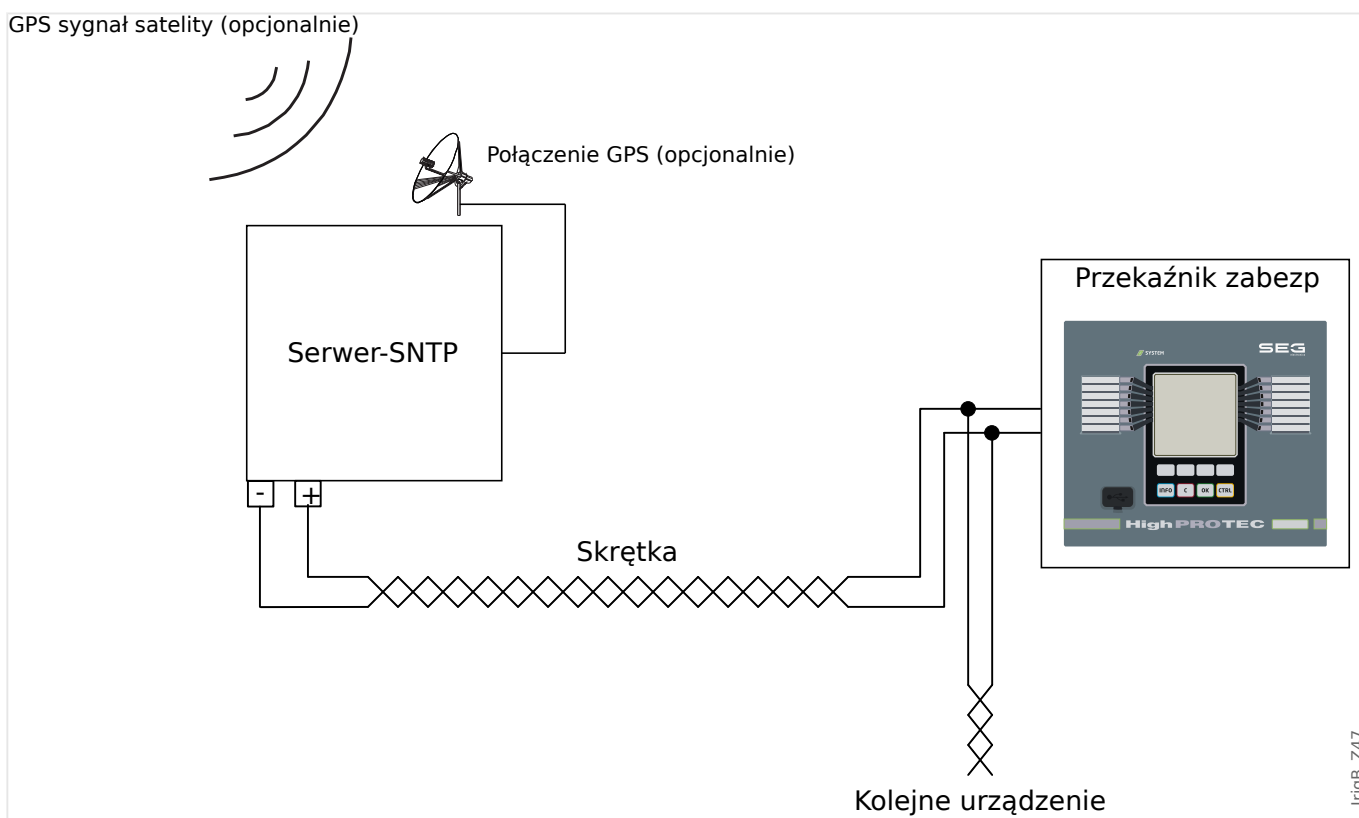 GPS sygnał satelity (opcjonalnie)
Połączenie GPS (opcjonalnie)
Przekaźnik zabezp
SYSTEM
SEG
Serwer-SNTP
- +
INFO C OK CTRL
HighPROTEC
Skrętka
Kolejne urządzenie
IrigB_Z47